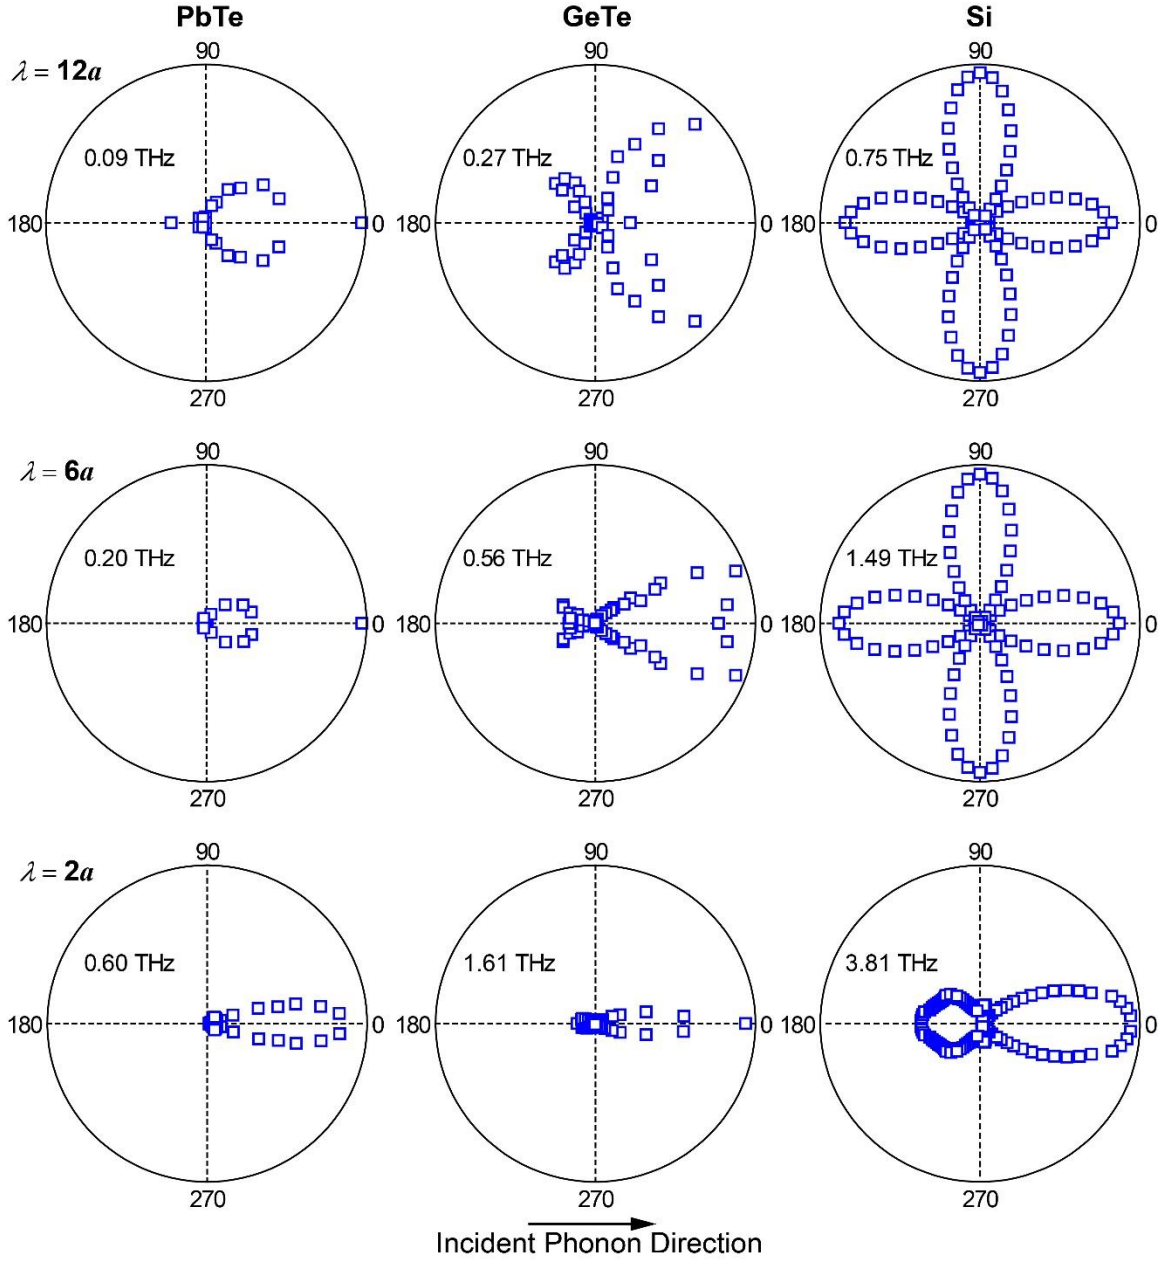 PbTe GeTe Si
λ = 12a
90 90 90
0.09 THz 0.27 THz 0.75 THz
180 0 180 0 180 0
270 270 270
λ = 6a
90 90 90
0.20 THz 0.56 THz 1.49 THz
180 0 180 0 180 0
270 270 270
λ = 2a
90 90 90
0.60 THz 1.61 THz 3.81 THz
180 0 180 0 180 0
270 270 270
Incident Phonon Direction